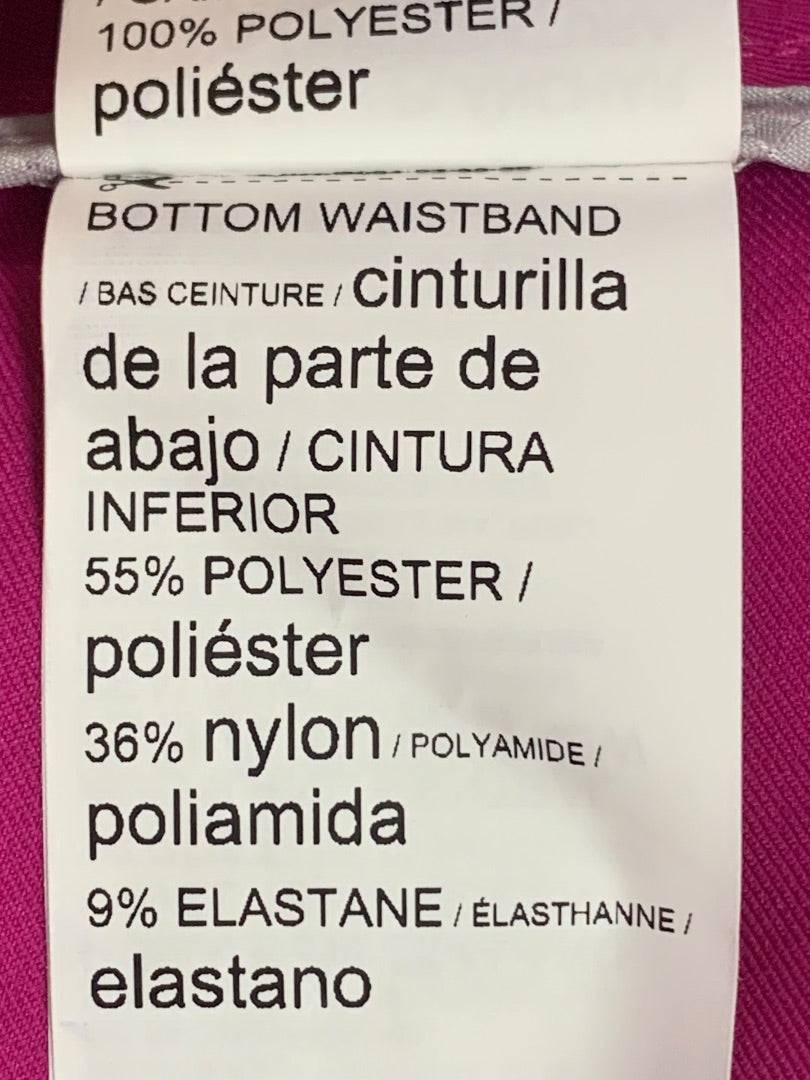 100% POLYESTER /
poliéster
BOTTOM WAISTBAND
/ BAS CEINTURE / cinturilla
de la parte de
abajo / CINTURA
INFERIOR
55% POLYESTER /
poliéster
36% nylon / POLYAMIDE /
poliamida
9% ELASTANE / ÉLASTHANNE /
elastano